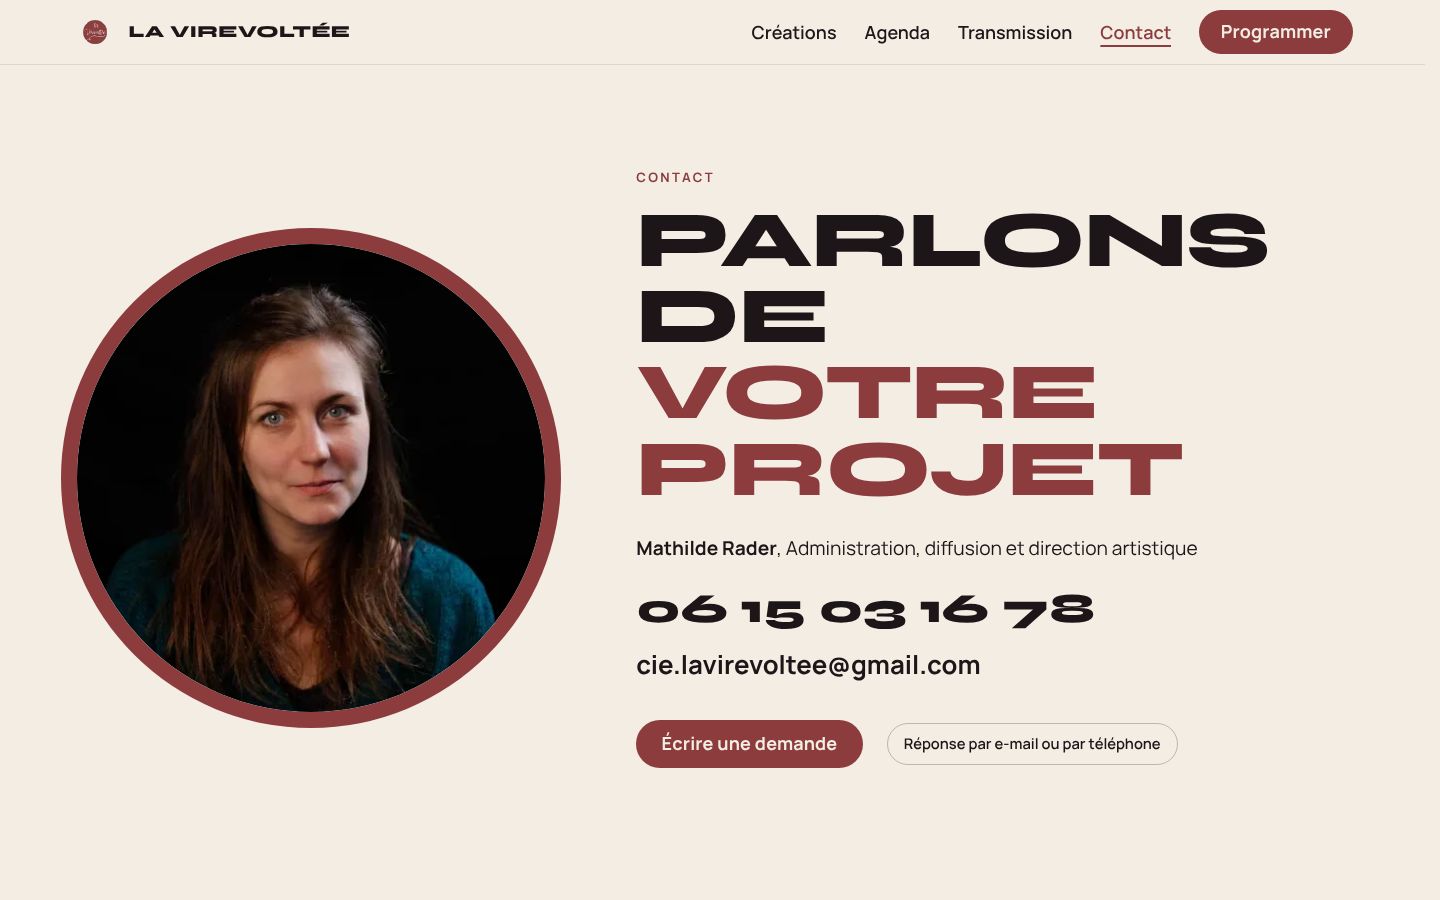 LA VIREVOLTÉE
Créations Agenda Transmission Contact Programmer
CONTACT
PARLONS
DE
VOTRE
PROJET
Mathilde Rader, Administration, diffusion et direction artistique
06 15 03 16 78
cie.lavirevoltee@gmail.com
Écrire une demande
Réponse par e-mail ou par téléphone